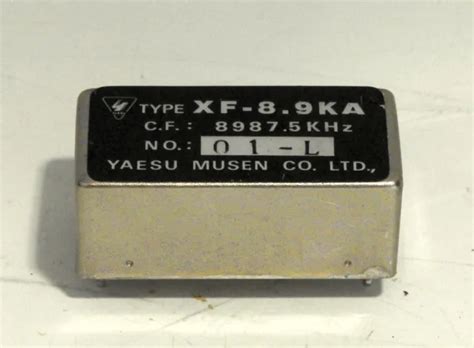 TYPE XF-8.9KA
C.F.: 8987.5KHz
NO.: 01-L
YAESU MUSEN CO. LTD.,